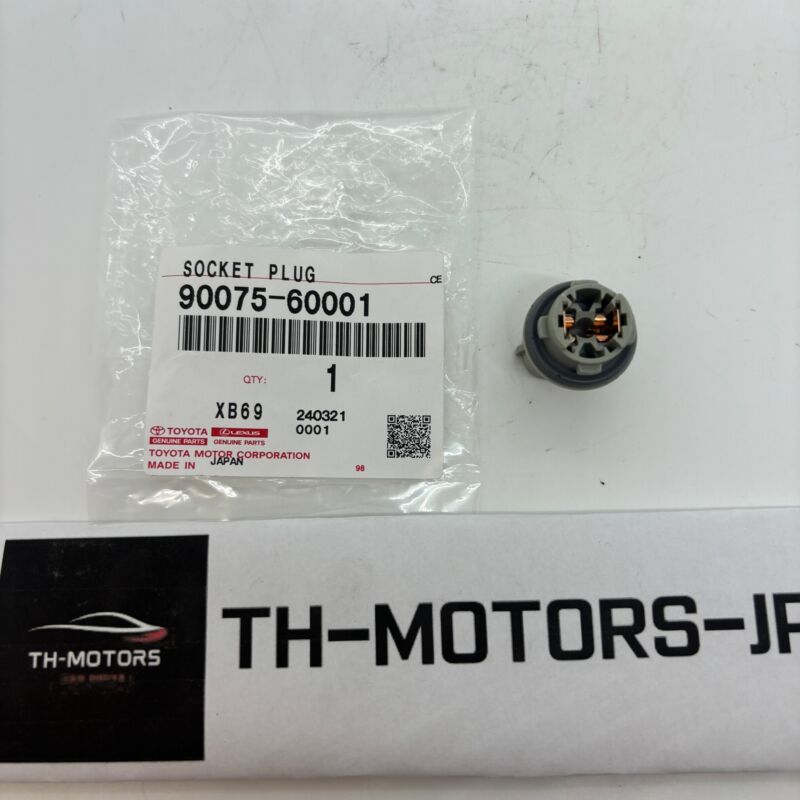 SOCKET PLUG
CE
90075-60001
QTY: 1
XB69 240321
0001
TOYOTA LEXUS
GENUINE PARTS GENUINE PARTS
TOYOTA MOTOR CORPORATION
MADE IN JAPAN
98
TH-MOTORS
TH-MOTORS-JP